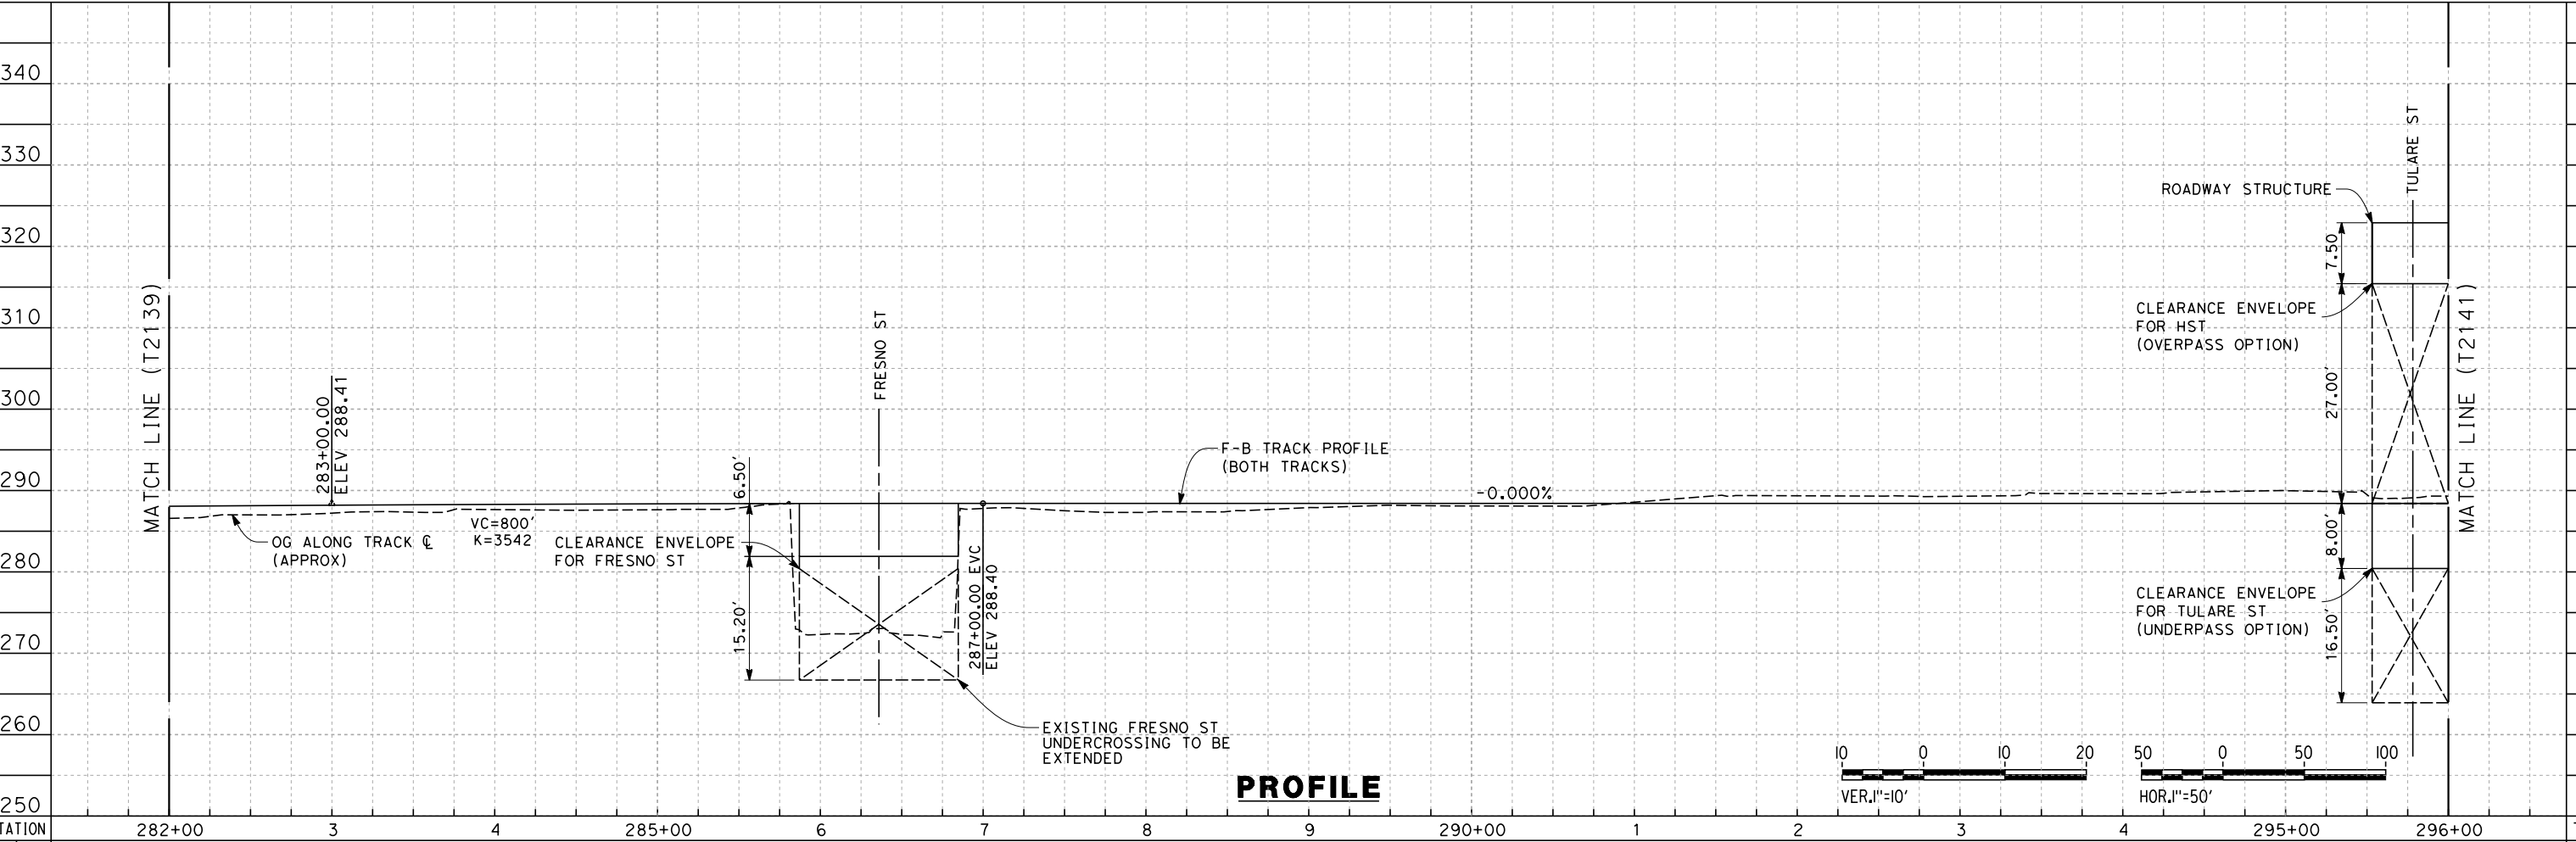 340
330
320
310
300
290
280
270
260
250
MATCH LINE (T2139)
283+00.00
ELEV 288.41
OG ALONG TRACK ℄
(APPROX)
VC=800'
K=3542
CLEARANCE ENVELOPE
FOR FRESNO ST
6.50'
15.20'
FRESNO ST
287+00.00 EVC
ELEV 288.40
EXISTING FRESNO ST
UNDERCROSSING TO BE
EXTENDED
F-B TRACK PROFILE
(BOTH TRACKS)
-0.000%
TULARE ST
ROADWAY STRUCTURE
7.50
CLEARANCE ENVELOPE
FOR HST
(OVERPASS OPTION)
27.00'
8.00'
CLEARANCE ENVELOPE
FOR TULARE ST
(UNDERPASS OPTION)
16.50'
MATCH LINE (T2141)
PROFILE
10 0 10 20
VER.1"=10'
50 0 50 100
HOR.1"=50'
TATION 282+00 3 4 285+00 6 7 8 9 290+00 1 2 3 4 295+00 296+00